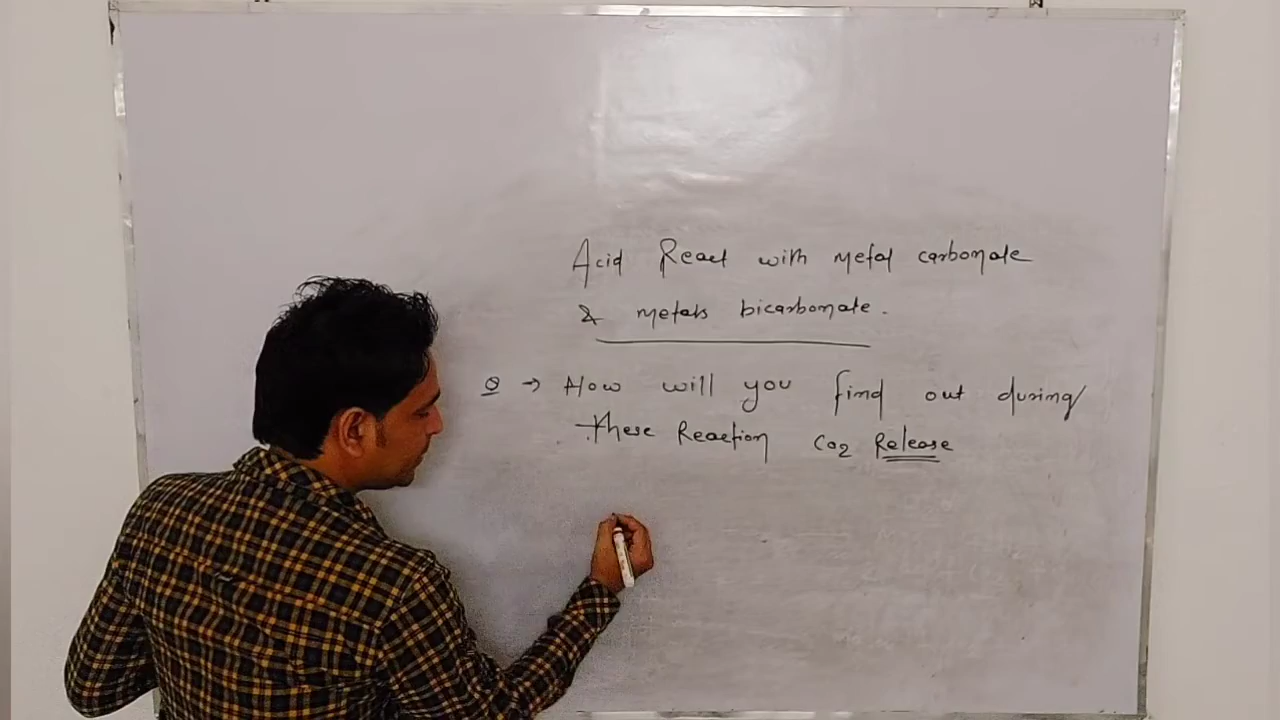 Acid React with metal carbonate
& metals bicarbonate.
Q → How will you find out during
these Reaction CO2 Release